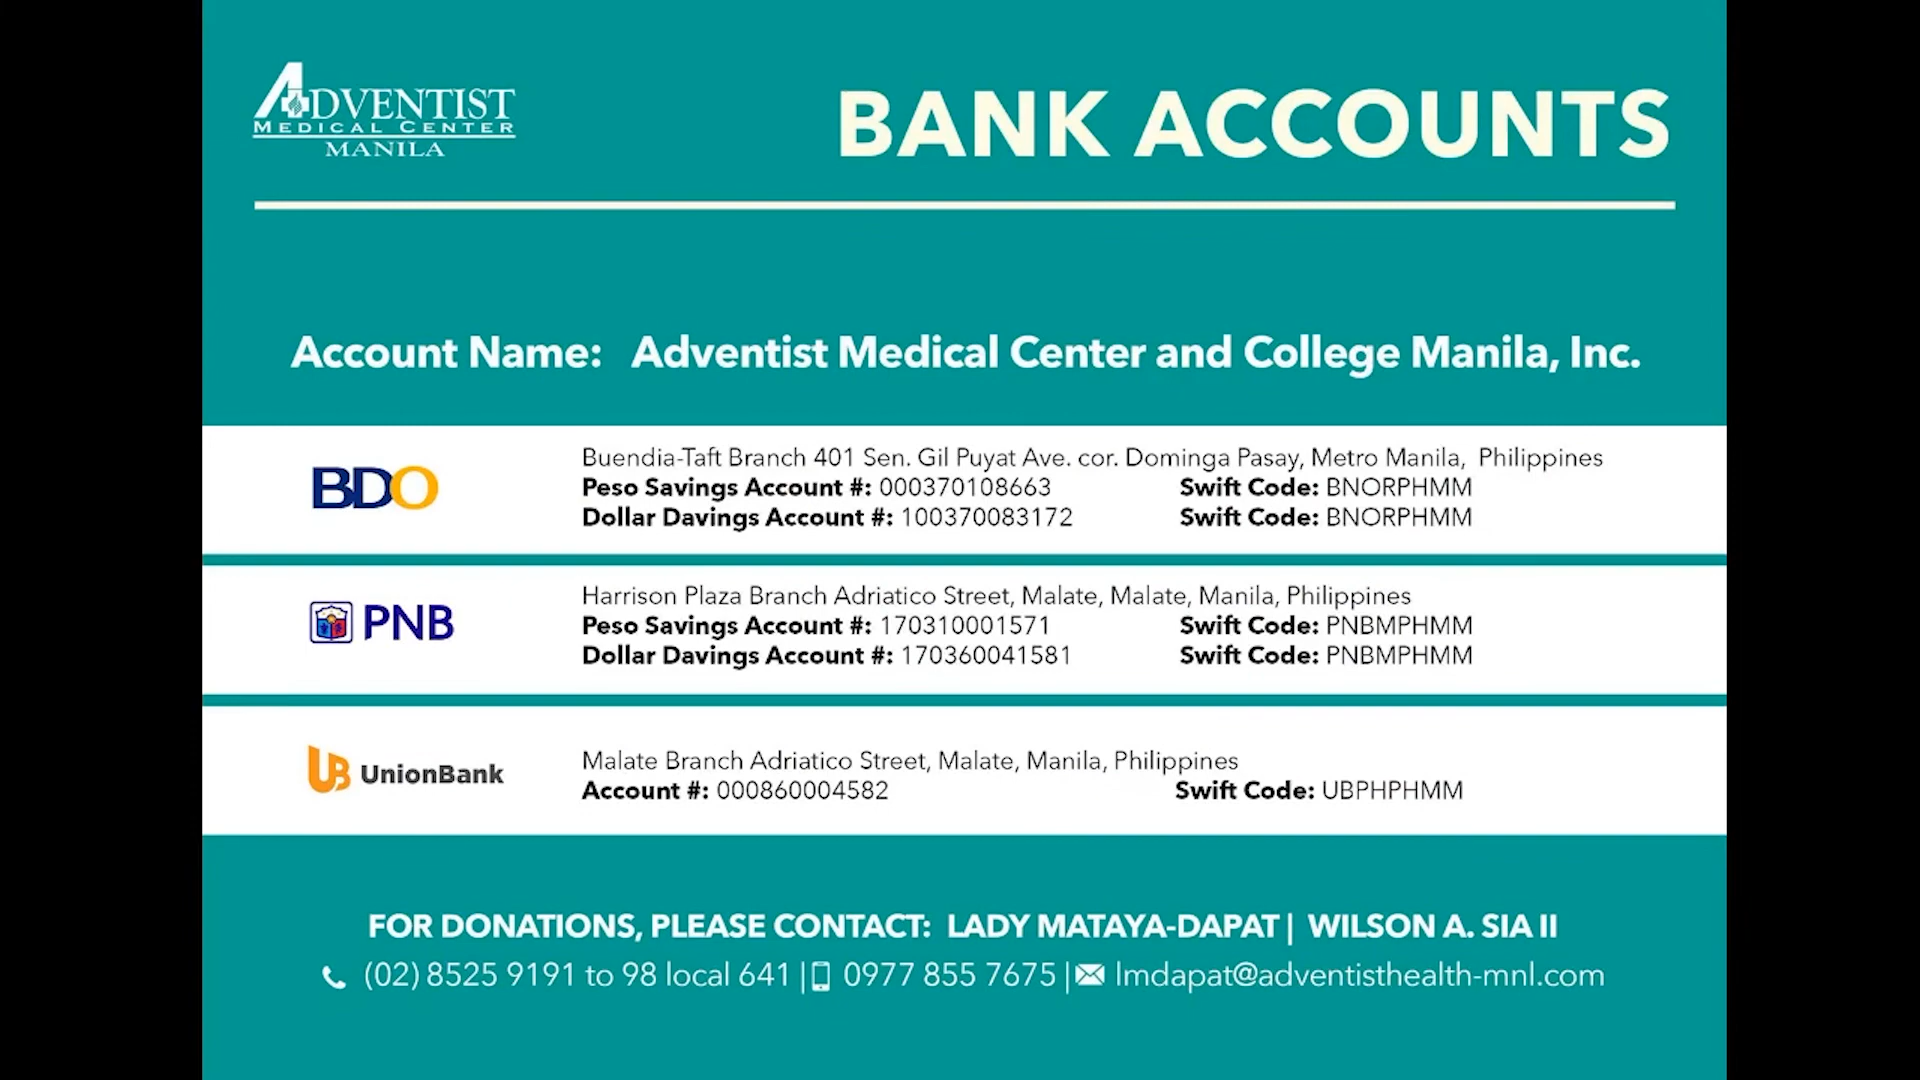 ADVENTIST
MEDICAL CENTER
MANILA
BANK ACCOUNTS
Account Name: Adventist Medical Center and College Manila, Inc.
BDO
Buendia-Taft Branch 401 Sen. Gil Puyat Ave. cor. Dominga Pasay, Metro Manila, Philippines
Peso Savings Account #: 000370108663 Swift Code: BNORPHMM
Dollar Davings Account #: 100370083172 Swift Code: BNORPHMM
PNB
Harrison Plaza Branch Adriatico Street, Malate, Malate, Manila, Philippines
Peso Savings Account #: 170310001571 Swift Code: PNBMPHMM
Dollar Davings Account #: 170360041581 Swift Code: PNBMPHMM
UB UnionBank
Malate Branch Adriatico Street, Malate, Manila, Philippines
Account #: 000860004582 Swift Code: UBPHPHMM
FOR DONATIONS, PLEASE CONTACT: LADY MATAYA-DAPAT | WILSON A. SIA II
(02) 8525 9191 to 98 local 641 | 0977 855 7675 | lmdapat@adventisthealth-mnl.com